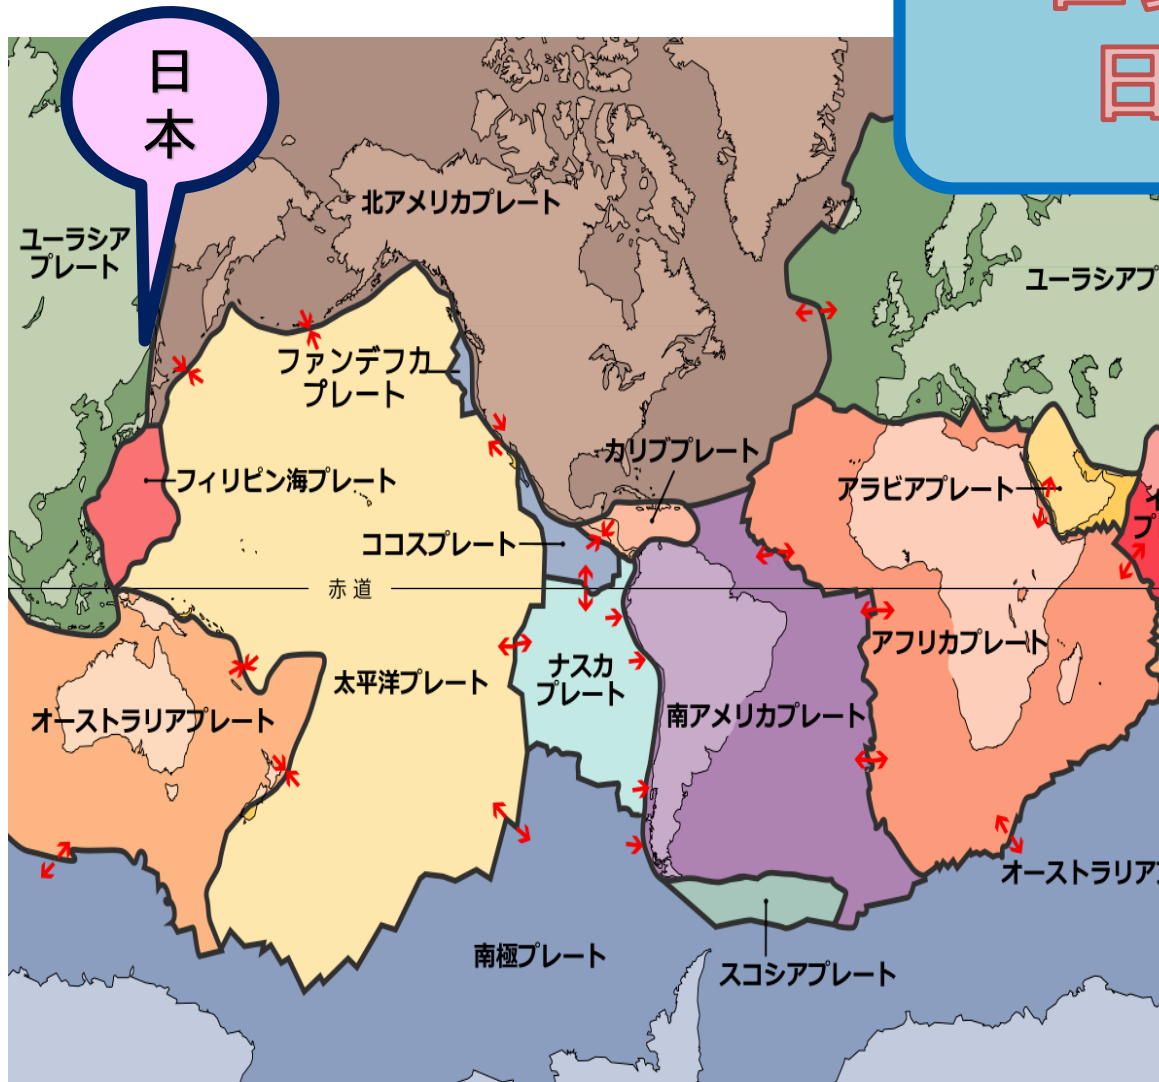 日
本
日
北アメリカプレート
ユーラシア
プレート
ユーラシアプ
ファンデフカ
プレート
カリブプレート
フィリピン海プレート
アラビアプレート
ココスプレート
プ
赤道
アフリカプレート
ナスカ
プレート
太平洋プレート
南アメリカプレート
オーストラリアプレート
オーストラリア
南極プレート
スコシアプレート